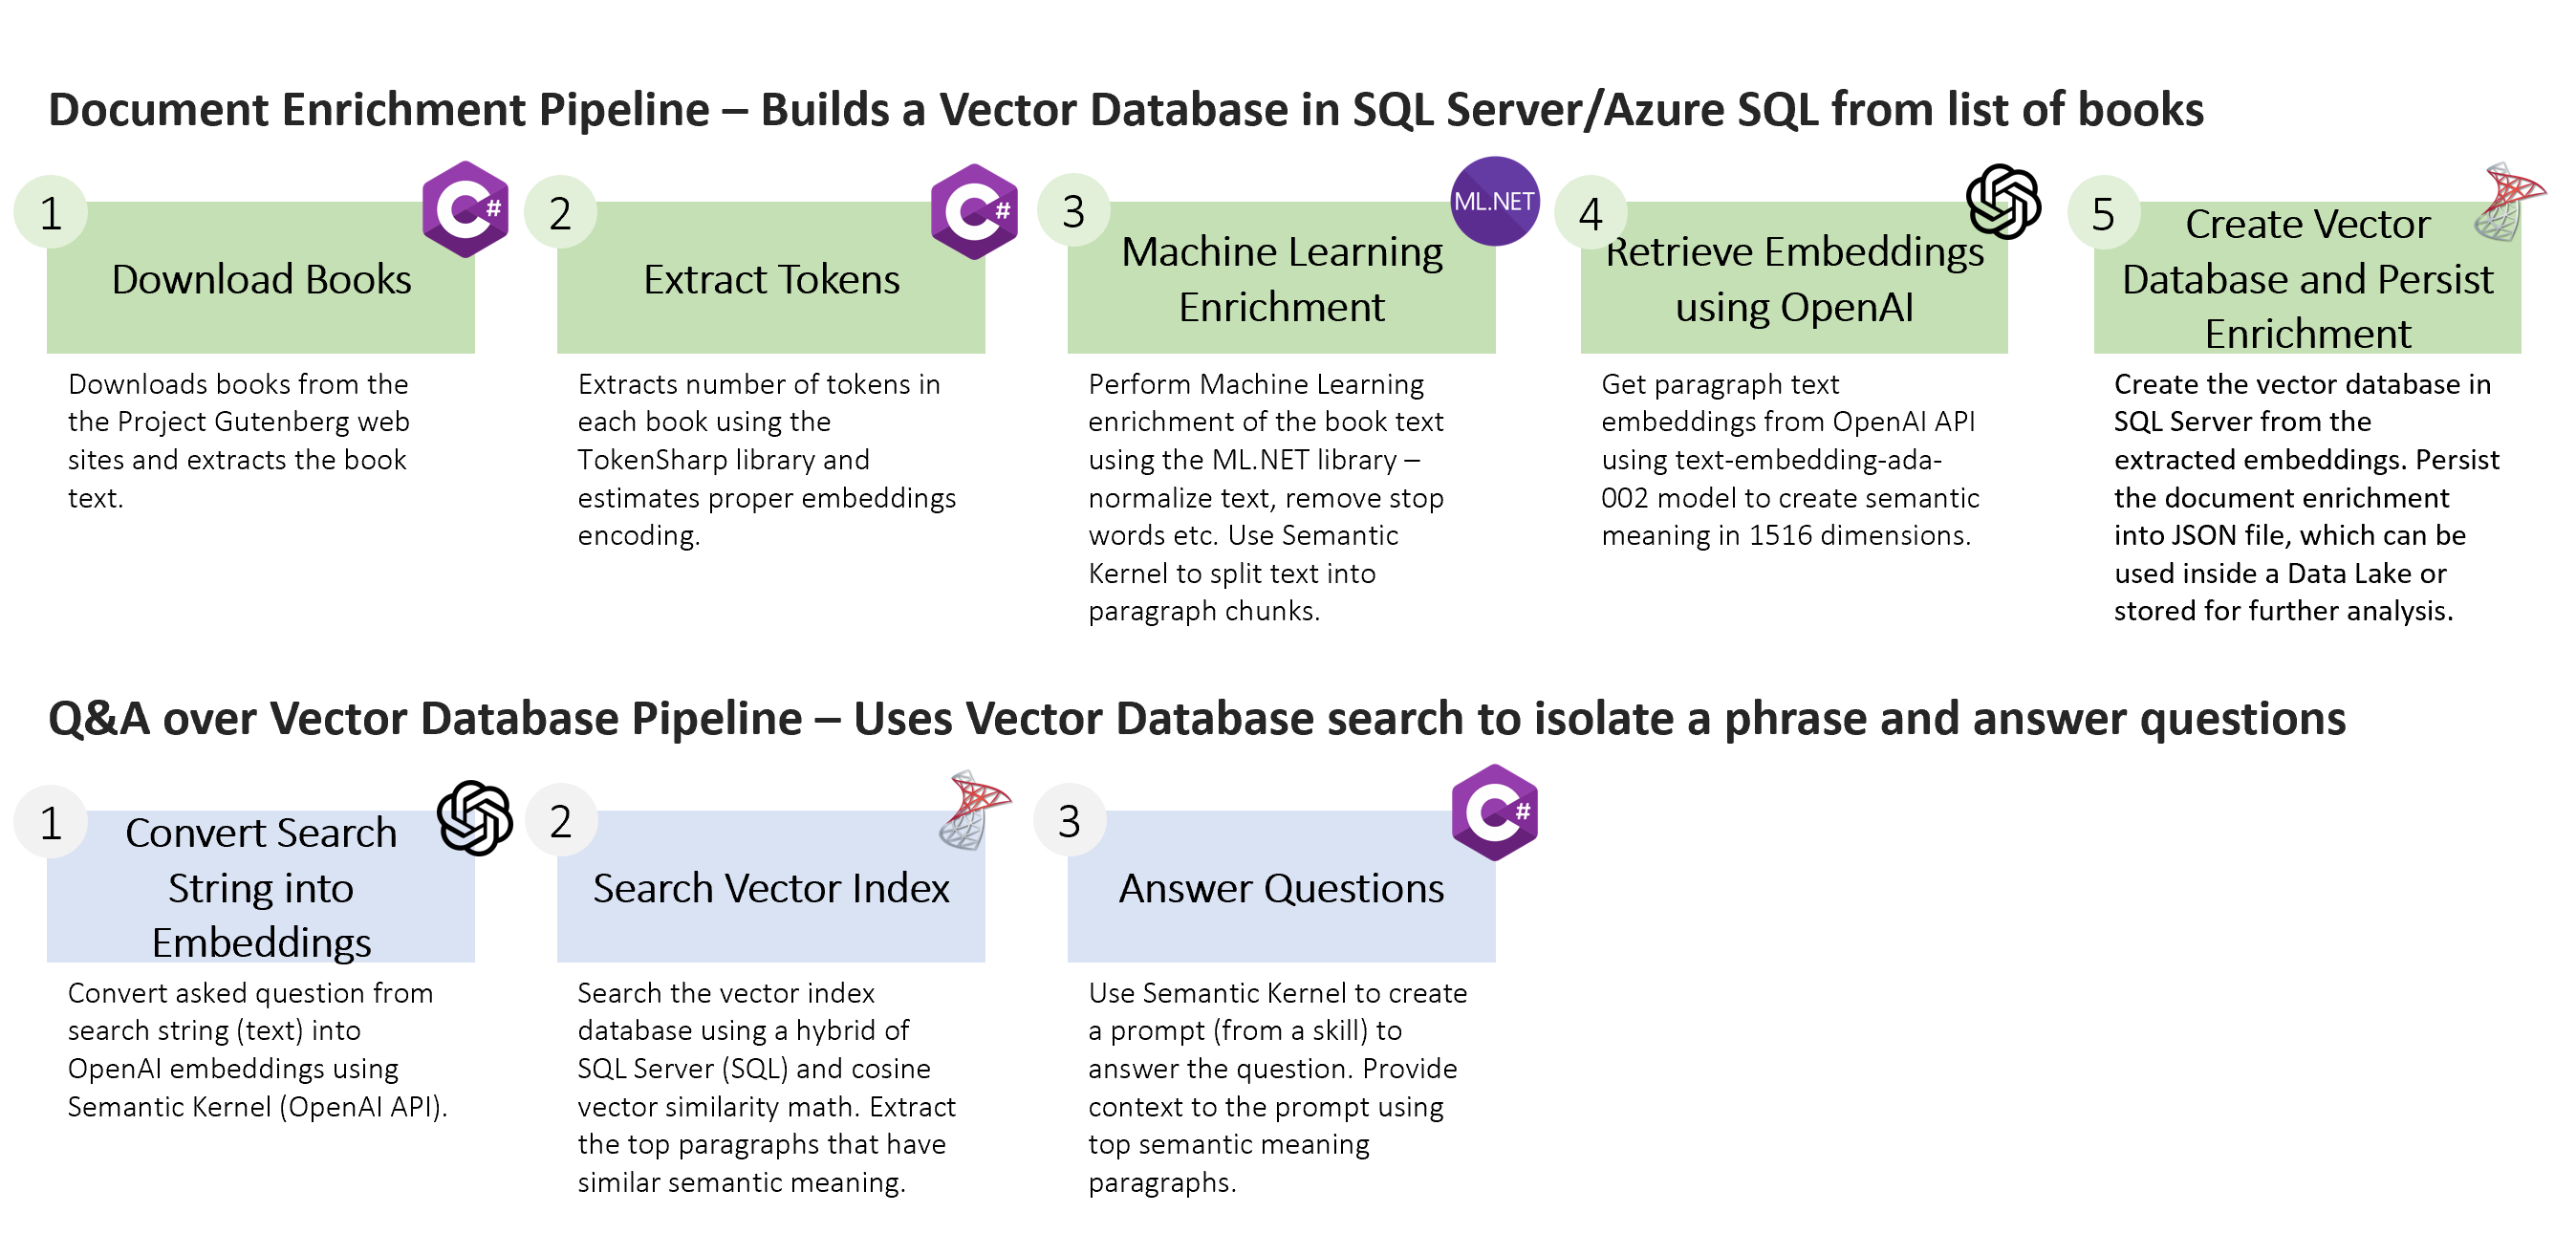 Document Enrichment Pipeline – Builds a Vector Database in SQL Server/Azure SQL from list of books
1
Download Books
Downloads books from the
the Project Gutenberg web
sites and extracts the book
text.
2
Extract Tokens
Extracts number of tokens in
each book using the
TokenSharp library and
estimates proper embeddings
encoding.
3
ML.NET
Machine Learning
Enrichment
Perform Machine Learning
enrichment of the book text
using the ML.NET library –
normalize text, remove stop
words etc. Use Semantic
Kernel to split text into
paragraph chunks.
4
Retrieve Embeddings
using OpenAI
Get paragraph text
embeddings from OpenAI API
using text-embedding-ada-
002 model to create semantic
meaning in 1516 dimensions.
5
Create Vector
Database and Persist
Enrichment
Create the vector database in
SQL Server from the
extracted embeddings. Persist
the document enrichment
into JSON file, which can be
used inside a Data Lake or
stored for further analysis.
Q&A over Vector Database Pipeline – Uses Vector Database search to isolate a phrase and answer questions
1
Convert Search
String into
Embeddings
Convert asked question from
search string (text) into
OpenAI embeddings using
Semantic Kernel (OpenAI API).
2
Search Vector Index
Search the vector index
database using a hybrid of
SQL Server (SQL) and cosine
vector similarity math. Extract
the top paragraphs that have
similar semantic meaning.
3
C#
Answer Questions
Use Semantic Kernel to create
a prompt (from a skill) to
answer the question. Provide
context to the prompt using
top semantic meaning
paragraphs.
C#
C#